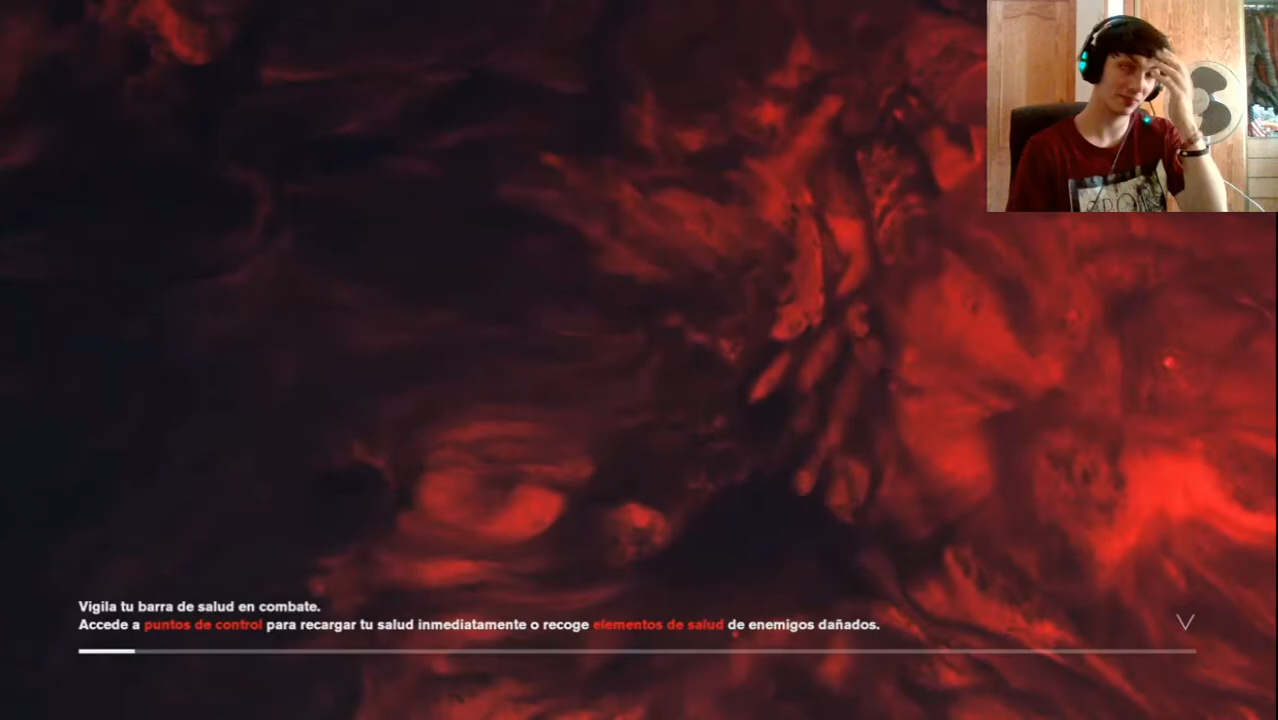 Vigila tu barra de salud en combate.
Accede a puntos de control para recargar tu salud inmediatamente o recoge elementos de salud de enemigos dañados.